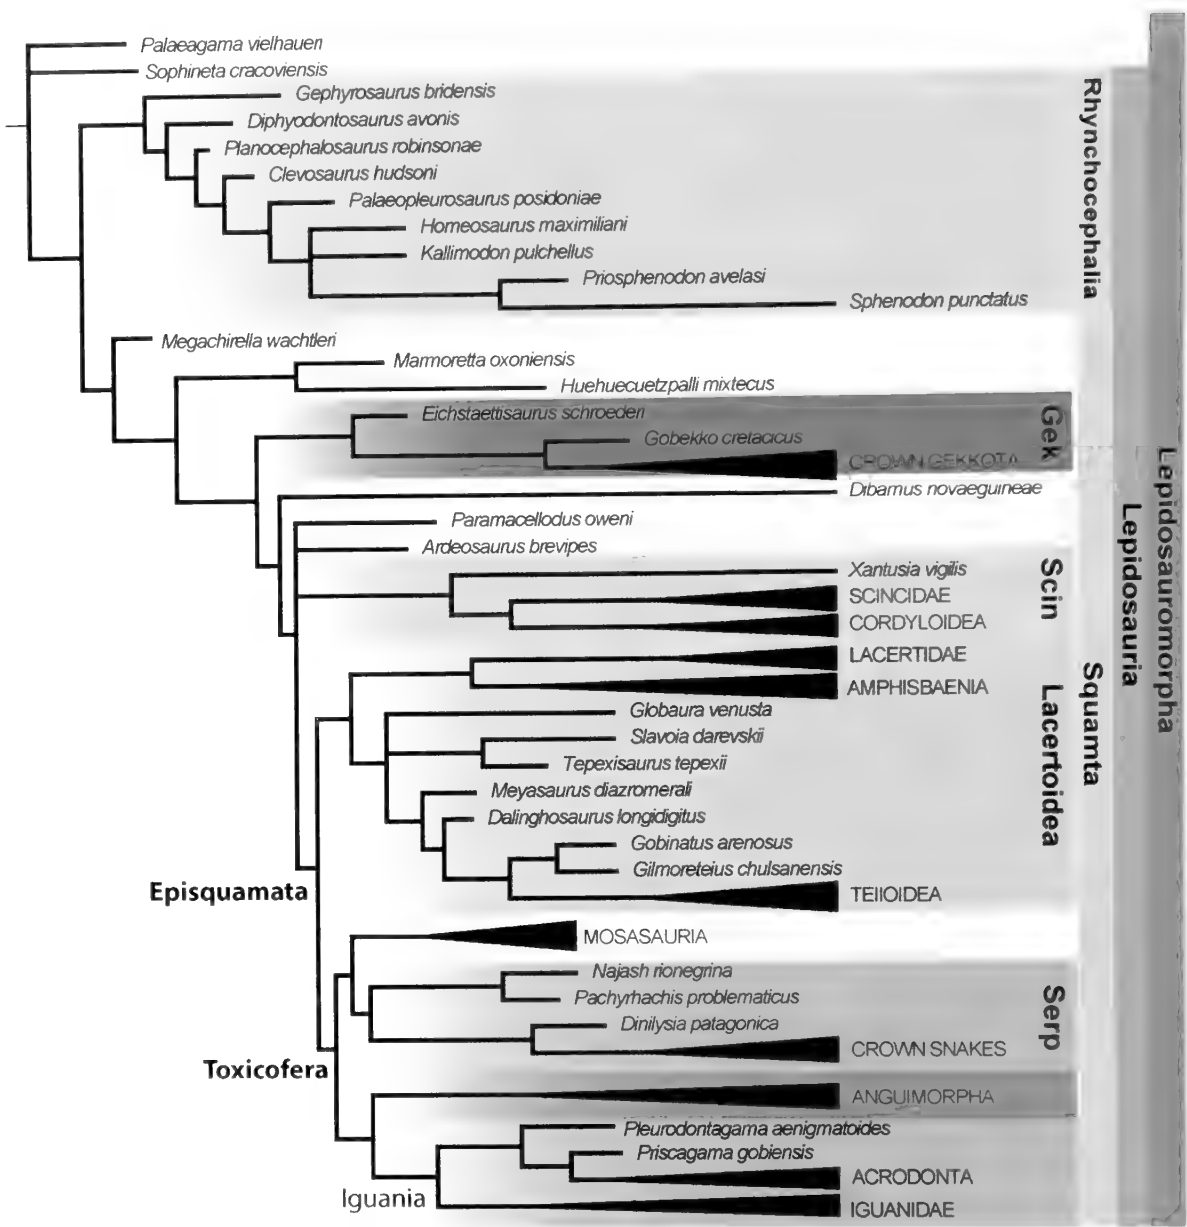 Palaeagama vielhaueri
Sophineta cracoviensis
Gephyrosaurus bridensis
Diphyodontosaurus avonis
Planocephalosaurus robinsonae
Clevosaurus hudsoni
Palaeopleurosaurus posidoniae
Homeosaurus maximiliani
Kallimodon pulchellus
Priosphenodon avelasi
Sphenodon punctatus
Rhynchocephalia
Megachirella wachtleri
Marmoretta oxoniensis
Huehuecuetzpalli mixtecus
Eichstaettisaurus schroederi
Gobekko cretacicus
CROWN GEKKOTA
Gek
Dibamus novaeguineae
Paramacellodus oweni
Ardeosaurus brevipes
Xantusia vigilis
SCINCIDAE
CORDYLOIDEA
Scin
LACERTIDAE
AMPHISBAENIA
Globaura venusta
Slavoia darevskii
Tepexisaurus tepexii
Meyasaurus diazromerali
Dalinghosaurus longidigitus
Gobinatus arenosus
Gilmoreteius chulsanensis
TEIIOIDEA
Lacertoidea
Squamta
Lepidosauria
Lepidosauromorpha
Episquamata
MOSASAURIA
Najash rionegrina
Pachyrhachis problematicus
Dinilysia patagonica
CROWN SNAKES
Serp
Toxicofera
ANGUIMORPHA
Pleurodontagama aenigmatoides
Priscagama gobiensis
ACRODONTA
IGUANIDAE
Iguania